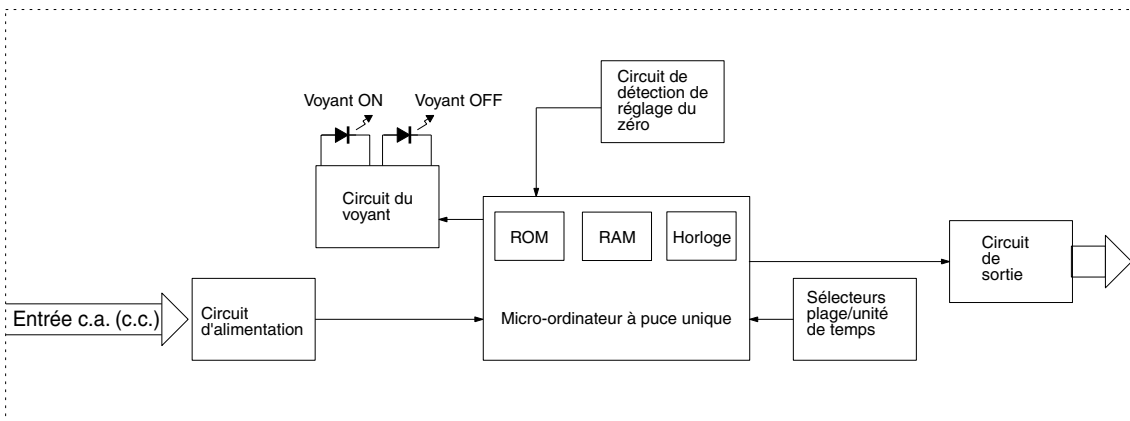 Circuit de
détection de
réglage du
zéro
Voyant ON
Voyant OFF
Circuit du
voyant
ROM
RAM
Horloge
Circuit
de
sortie
Entrée c.a. (c.c.)
Circuit
d'alimentation
Micro-ordinateur à puce unique
Sélecteurs
plage/unité
de temps